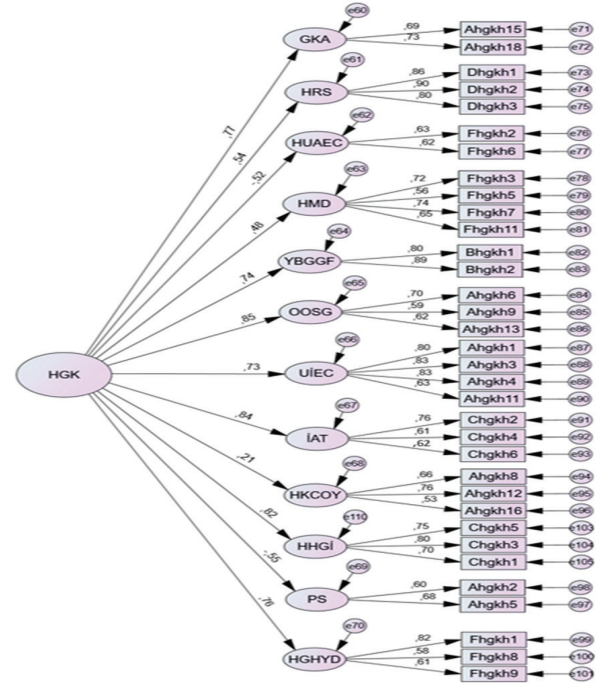 e60
GKA
,77
,69 Ahgkh15 e71
,73 Ahgkh18 e72
e61
HRS
,54
,86 Dhgkh1 e73
,90 Dhgkh2 e74
,80 Dhgkh3 e75
e62
HUAEC
-,52
,63 Fhgkh2 e76
,62 Fhgkh6 e77
e63
HMD
,48
,72 Fhgkh3 e78
,56 Fhgkh5 e79
,74 Fhgkh7 e80
,65 Fhgkh11 e81
e64
YBGGF
,74
,80 Bhgkh1 e82
,89 Bhgkh2 e83
e65
OOSG
,85
,70 Ahgkh6 e84
,59 Ahgkh9 e85
,62 Ahgkh13 e86
e66
HGK
UİEC
,73
,80 Ahgkh1 e87
,83 Ahgkh3 e88
,83 Ahgkh4 e89
,63 Ahgkh11 e90
e67
İAT
,84
,76 Chgkh2 e91
,61 Chgkh4 e92
,62 Chgkh6 e93
e68
HKCOY
,21
,66 Ahgkh8 e94
,76 Ahgkh12 e95
,53 Ahgkh16 e96
e110
HHGİ
,82
,75 Chgkh5 e103
,80 Chgkh3 e104
,70 Chgkh1 e105
e69
PS
-,55
,60 Ahgkh2 e98
,68 Ahgkh5 e97
e70
HGHYD
,76
,82 Fhgkh1 e99
,58 Fhgkh8 e100
,61 Fhgkh9 e101